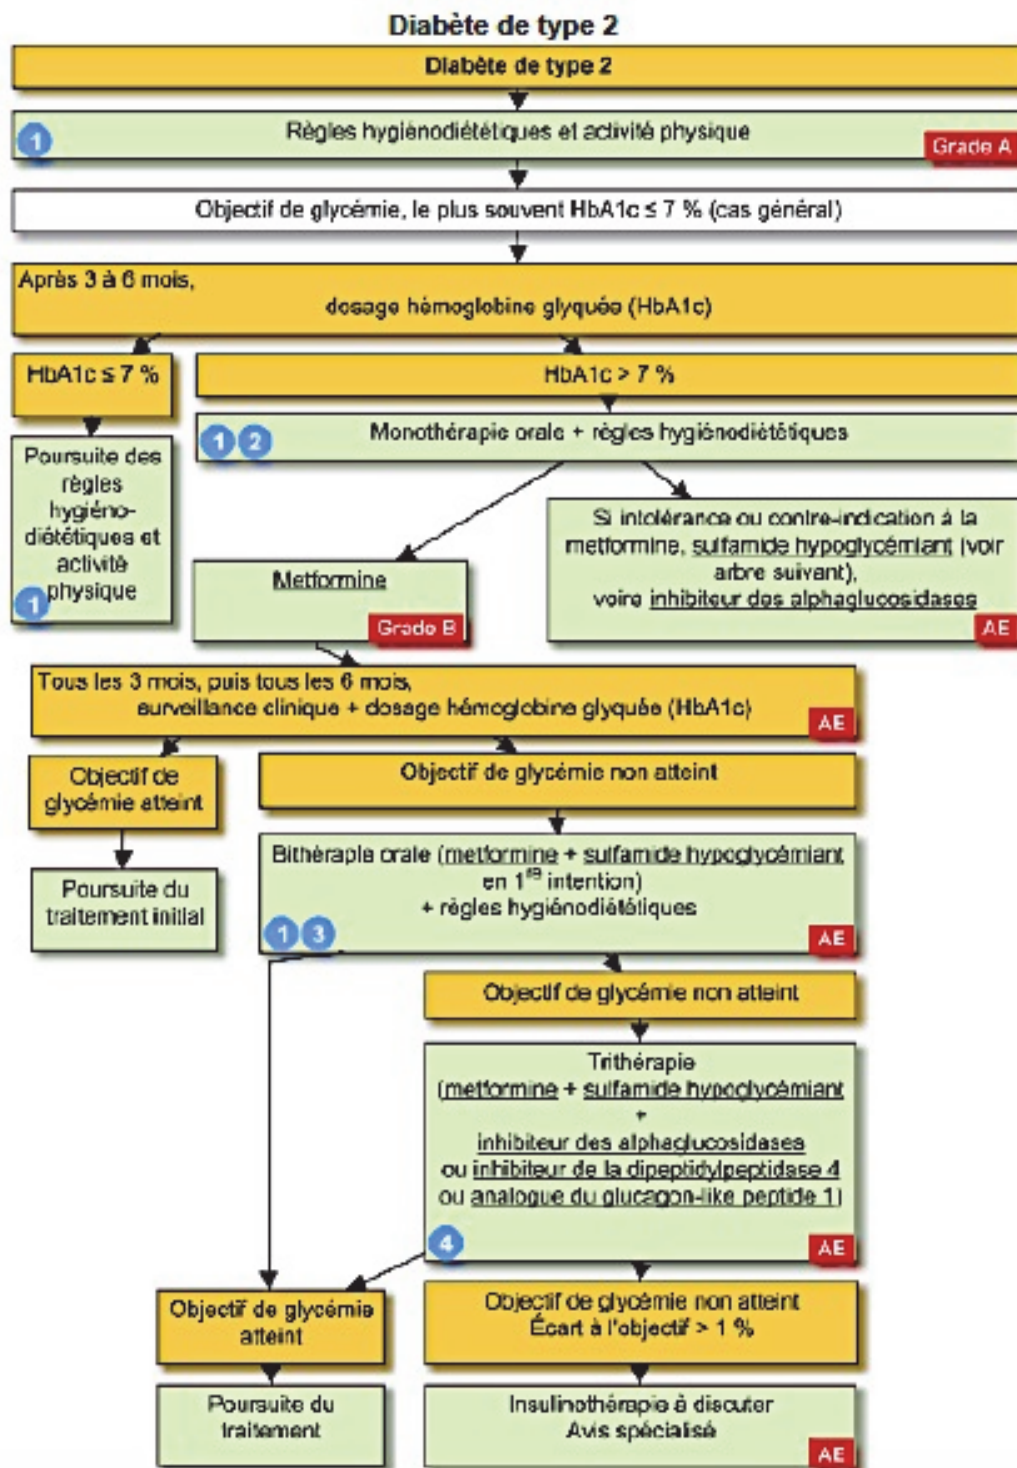 Diabète de type 2
Diabète de type 2
1
Règles hygiénodiététiques et activité physique
Grade A
Objectif de glycémie, le plus souvent HbA1c ≤ 7 % (cas général)
Après 3 à 6 mois,
dosage hémoglobine glyquée (HbA1c)
HbA1c ≤ 7 %
HbA1c > 7 %
Poursuite des
règles
hygiéno-
diététiques et
activité
physique
1
1 2
Monothérapie orale + règles hygiénodiététiques
Metformine
Grade B
Si intolérance ou contre-indication à la
metformine, sulfamide hypoglycémiant (voir
arbre suivant),
voire inhibiteur des alphaglucosidases
AE
Tous les 3 mois, puis tous les 6 mois,
surveillance clinique + dosage hémoglobine glyquée (HbA1c)
AE
Objectif de
glycémie atteint
Objectif de glycémie non atteint
Poursuite du
traitement initial
Bithérapie orale (metformine + sulfamide hypoglycémiant
en 1re intention)
+ règles hygiénodiététiques
1 3
AE
Objectif de glycémie non atteint
Trithérapie
(metformine + sulfamide hypoglycémiant
+
inhibiteur des alphaglucosidases
ou inhibiteur de la dipeptidylpeptidase 4
ou analogue du glucagon-like peptide 1)
4
AE
Objectif de glycémie
atteint
Objectif de glycémie non atteint
Écart à l'objectif > 1 %
Poursuite du
traitement
Insulinothérapie à discuter
Avis spécialisé
AE